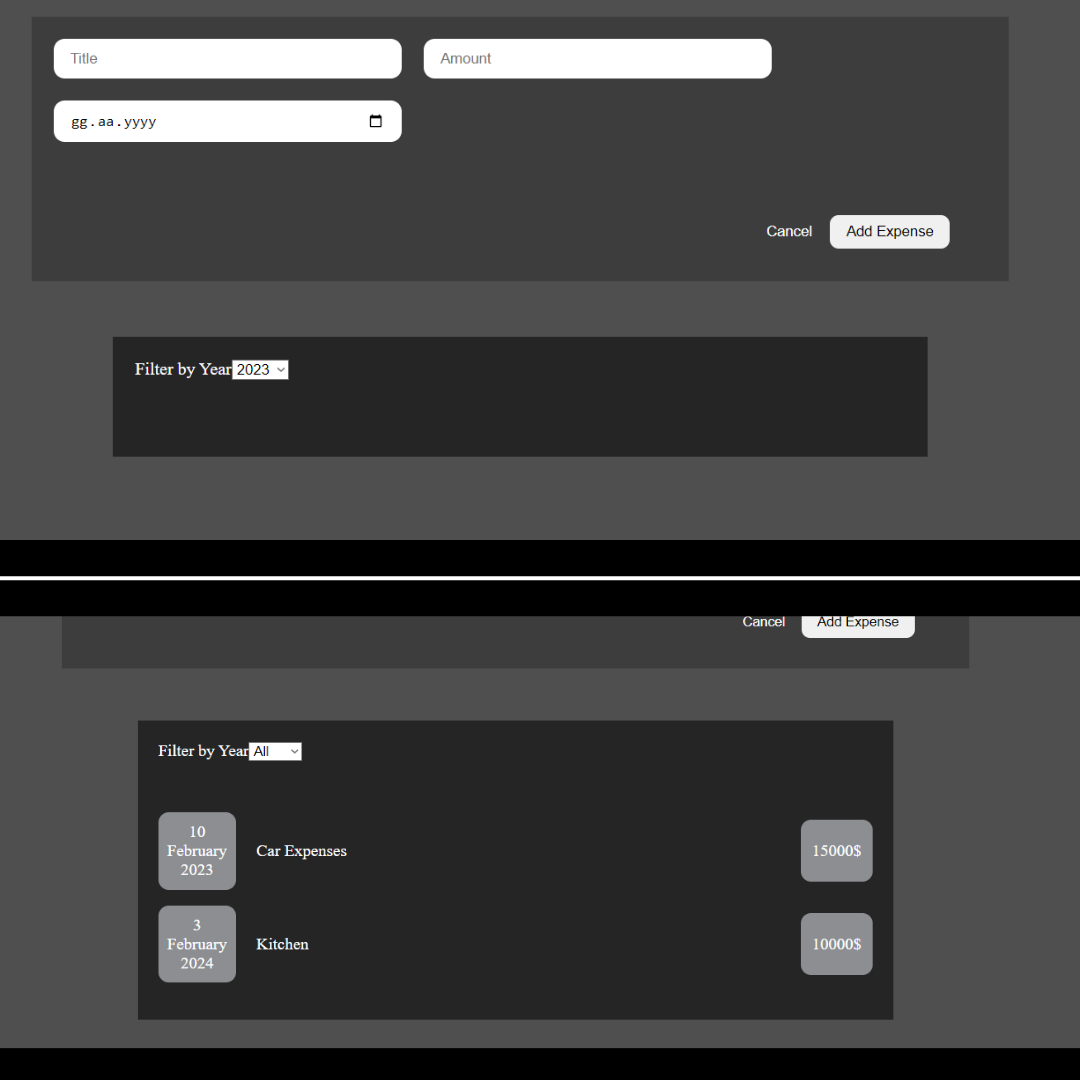 Title
Amount
gg.aa.yyyy
Cancel
Add Expense
Filter by Year 2023
Cancel
Add Expense
Filter by Year All
10
February
2023
Car Expenses
15000$
3
February
2024
Kitchen
10000$